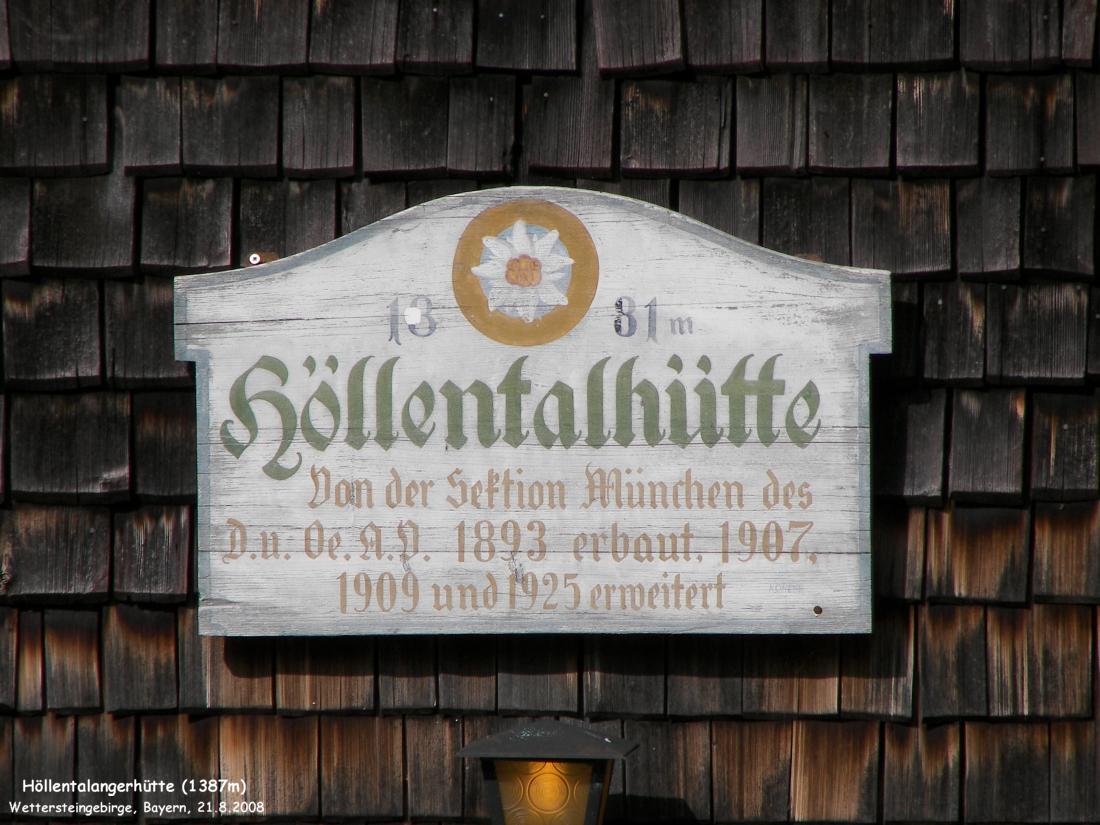 13 81 m
Höllentalhütte
Von der Sektion München des
D.u. Oe. A.V. 1893 erbaut. 1907,
1909 und 1925 erweitert
Höllentalangerhütte (1387m)
Wettersteingebirge, Bayern, 21.8.2008